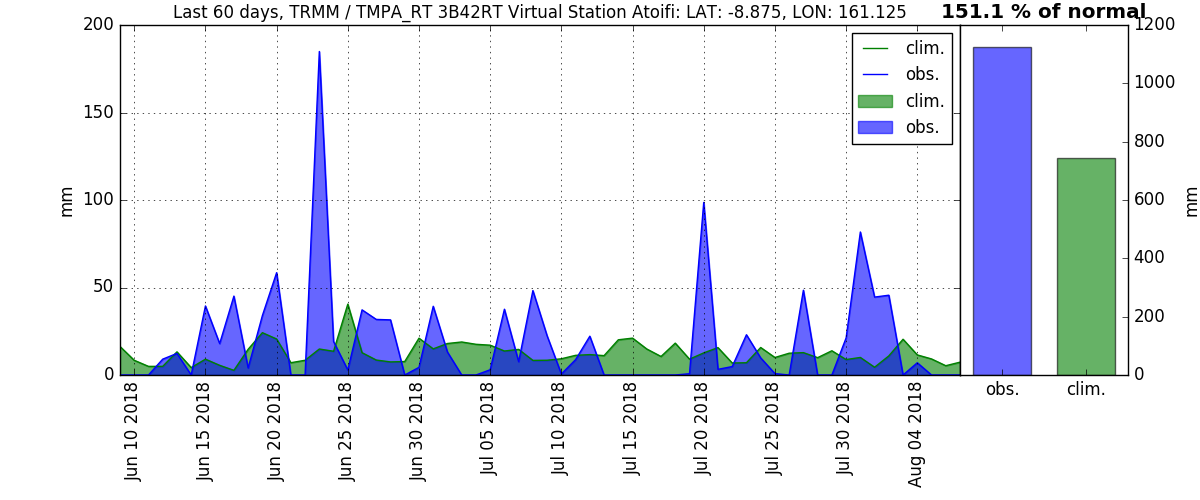 Last 60 days, TRMM / TMPA_RT 3B42RT Virtual Station Atoifi: LAT: -8.875, LON: 161.125
151.1 % of normal
200
150
100
50
0
mm
clim.
obs.
clim.
obs.
1200
1000
800
600
400
200
0
mm
Jun 10 2018
Jun 15 2018
Jun 20 2018
Jun 25 2018
Jun 30 2018
Jul 05 2018
Jul 10 2018
Jul 15 2018
Jul 20 2018
Jul 25 2018
Jul 30 2018
Aug 04 2018
obs.
clim.